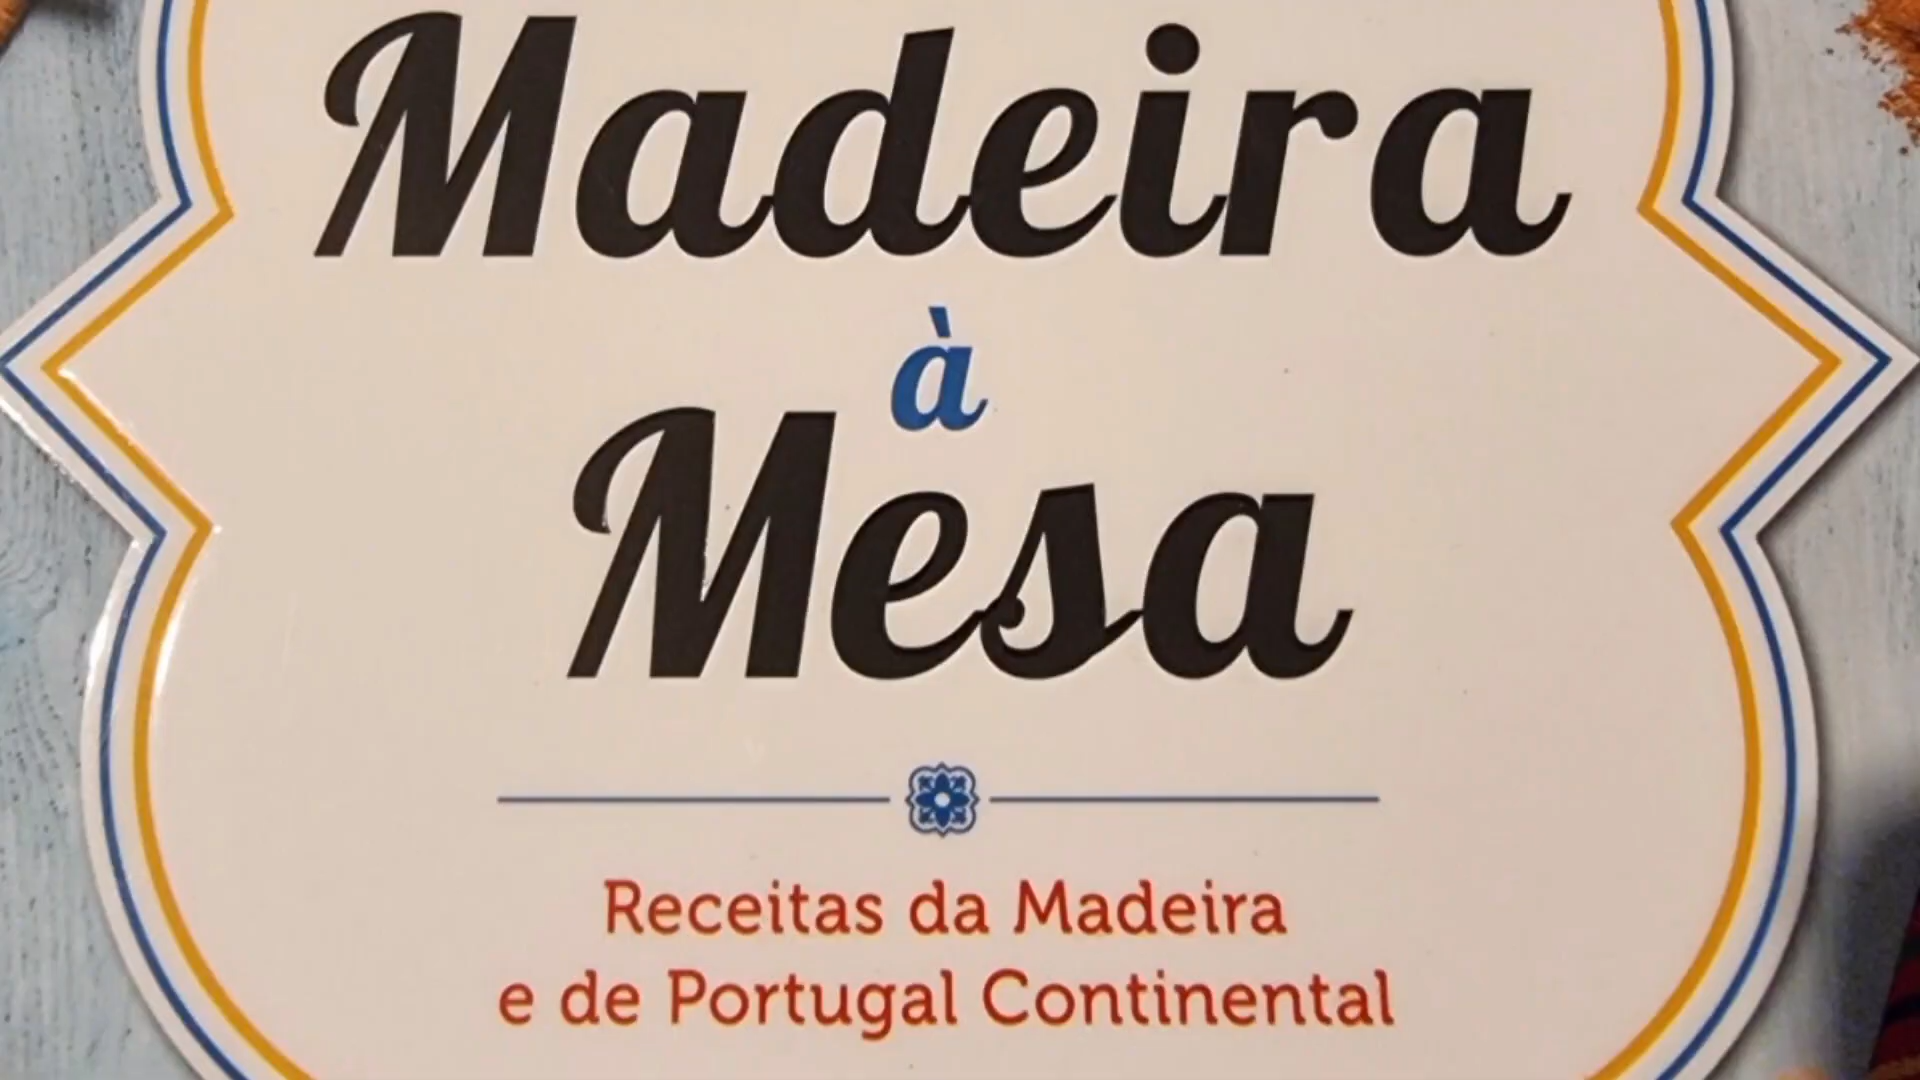 Madeira
à
Mesa
Receitas da Madeira
e de Portugal Continental